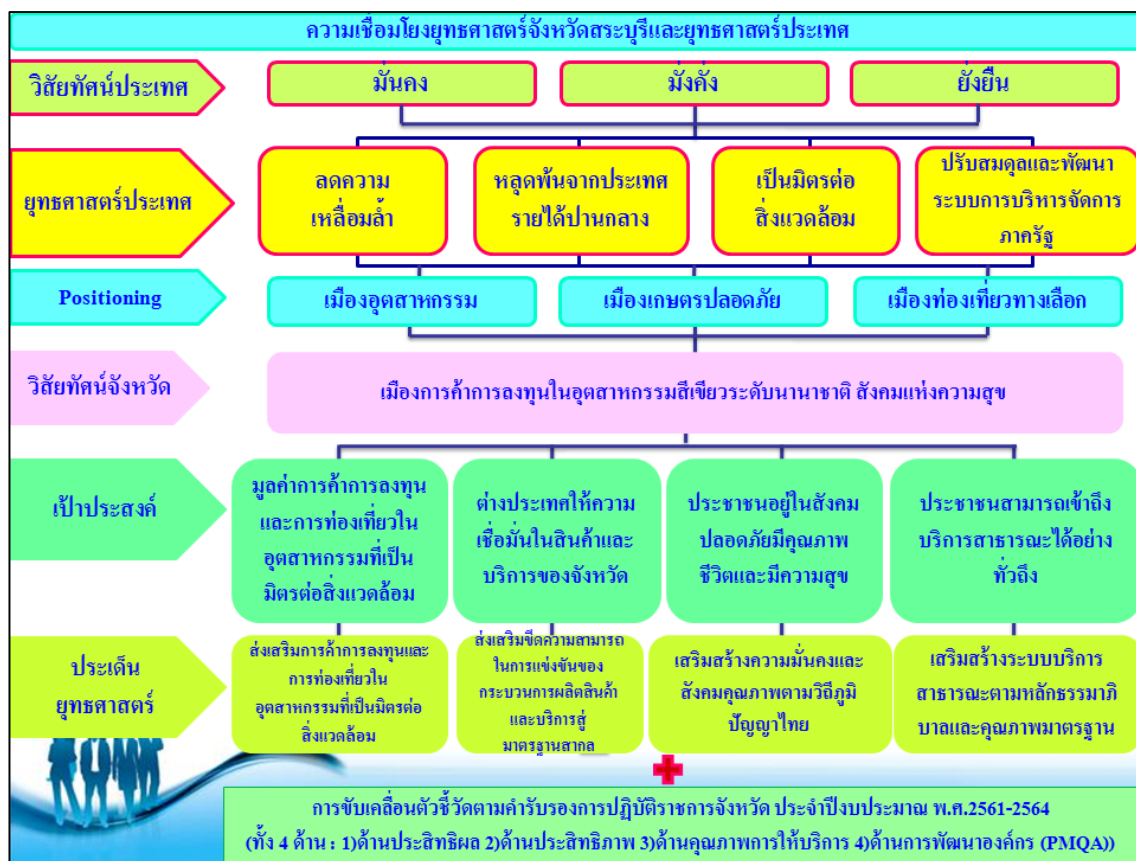 ความเชื่อมโยงยุทธศาสตร์จังหวัดสระบุรีและยุทธศาสตร์ประเทศ
วิสัยทัศน์ประเทศ
มั่นคง
มั่งคั่ง
ยั่งยืน
ยุทธศาสตร์ประเทศ
ลดความ
เหลื่อมล้ำ
หลุดพ้นจากประเทศ
รายได้ปานกลาง
เป็นมิตรต่อ
สิ่งแวดล้อม
ปรับสมดุลและพัฒนา
ระบบการบริหารจัดการ
ภาครัฐ
Positioning
เมืองอุตสาหกรรม
เมืองเกษตรปลอดภัย
เมืองท่องเที่ยวทางเลือก
วิสัยทัศน์จังหวัด
เมืองการค้าการลงทุนในอุตสาหกรรมสีเขียวระดับนานาชาติ สังคมแห่งความสุข
เป้าประสงค์
มูลค่าการค้าการลงทุน
และการท่องเที่ยวใน
อุตสาหกรรมที่เป็น
มิตรต่อสิ่งแวดล้อม
ต่างประเทศให้ความ
เชื่อมั่นในสินค้าและ
บริการของจังหวัด
ประชาชนอยู่ในสังคม
ปลอดภัยมีคุณภาพ
ชีวิตและมีความสุข
ประชาชนสามารถเข้าถึง
บริการสาธารณะได้อย่าง
ทั่วถึง
ประเด็น
ยุทธศาสตร์
ส่งเสริมการค้าการลงทุนและ
การท่องเที่ยวใน
อุตสาหกรรมที่เป็นมิตรต่อ
สิ่งแวดล้อม
ส่งเสริมขีดความสามารถ
ในการแข่งขันของ
กระบวนการผลิตสินค้า
และบริการสู่
มาตรฐานสากล
เสริมสร้างความมั่นคงและ
สังคมคุณภาพตามวิถีภูมิ
ปัญญาไทย
เสริมสร้างระบบบริการ
สาธารณะตามหลักธรรมาภิ
บาลและคุณภาพมาตรฐาน
การขับเคลื่อนตัวชี้วัดตามคำรับรองการปฏิบัติราชการจังหวัด ประจำปีงบประมาณ พ.ศ.2561-2564
(ทั้ง 4 ด้าน : 1)ด้านประสิทธิผล 2)ด้านประสิทธิภาพ 3)ด้านคุณภาพการให้บริการ 4)ด้านการพัฒนาองค์กร (PMQA))